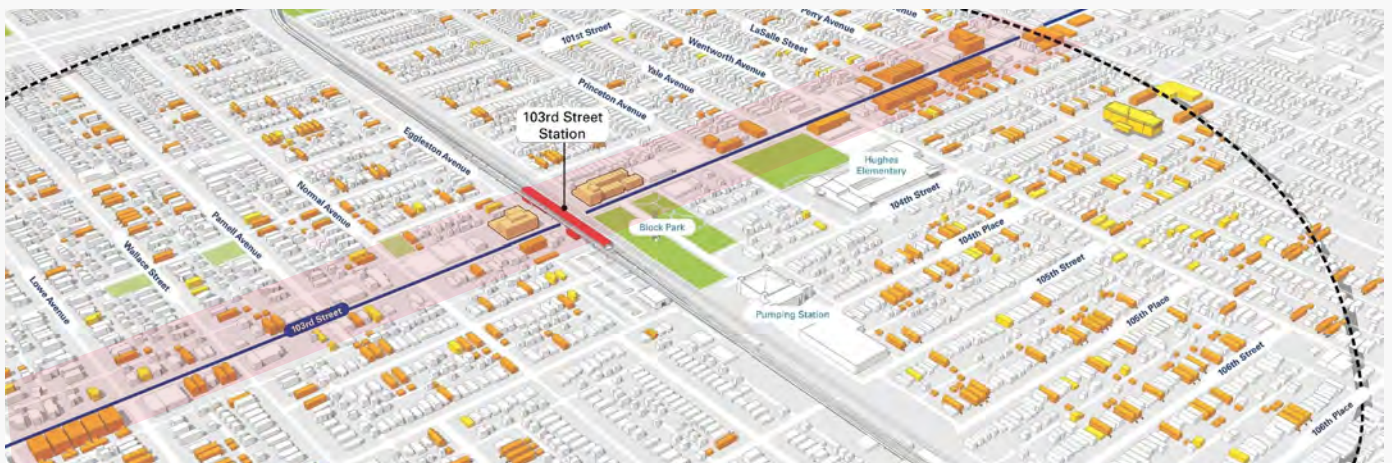 Perry Avenue
LaSalle Street
101st Street
Wentworth Avenue
Yale Avenue
Princeton Avenue
103rd Street
Station
Eggleston Avenue
Hughes
Elementery
104th Street
Normal Avenue
Block Park
104th Place
Parnell Avenue
Wallace Street
105th Street
Lowe Avenue
103rd Street
Pumping Station
105th Place
106th Street
106th Place